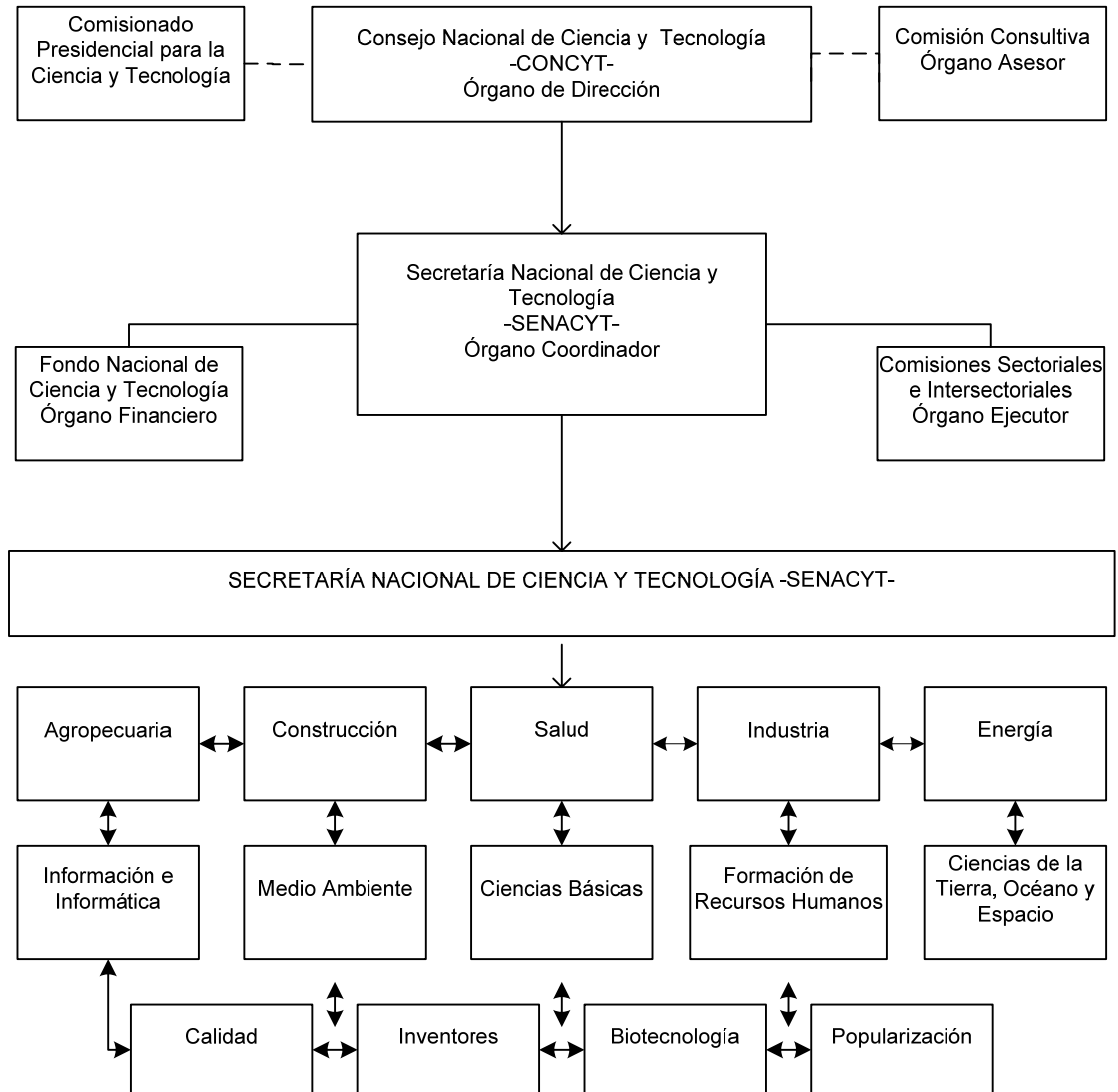 Comisionado
Presidencial para la
Ciencia y Tecnología
Consejo Nacional de Ciencia y Tecnología
-CONCYT-
Órgano de Dirección
Comisión Consultiva
Órgano Asesor
Secretaría Nacional de Ciencia y
Tecnología
-SENACYT-
Órgano Coordinador
Fondo Nacional de
Ciencia y Tecnología
Órgano Financiero
Comisiones Sectoriales
e Intersectoriales
Órgano Ejecutor
SECRETARÍA NACIONAL DE CIENCIA Y TECNOLOGÍA -SENACYT-
Agropecuaria
Construcción
Salud
Industria
Energía
Información e
Informática
Medio Ambiente
Ciencias Básicas
Formación de
Recursos Humanos
Ciencias de la
Tierra, Océano y
Espacio
Calidad
Inventores
Biotecnología
Popularización